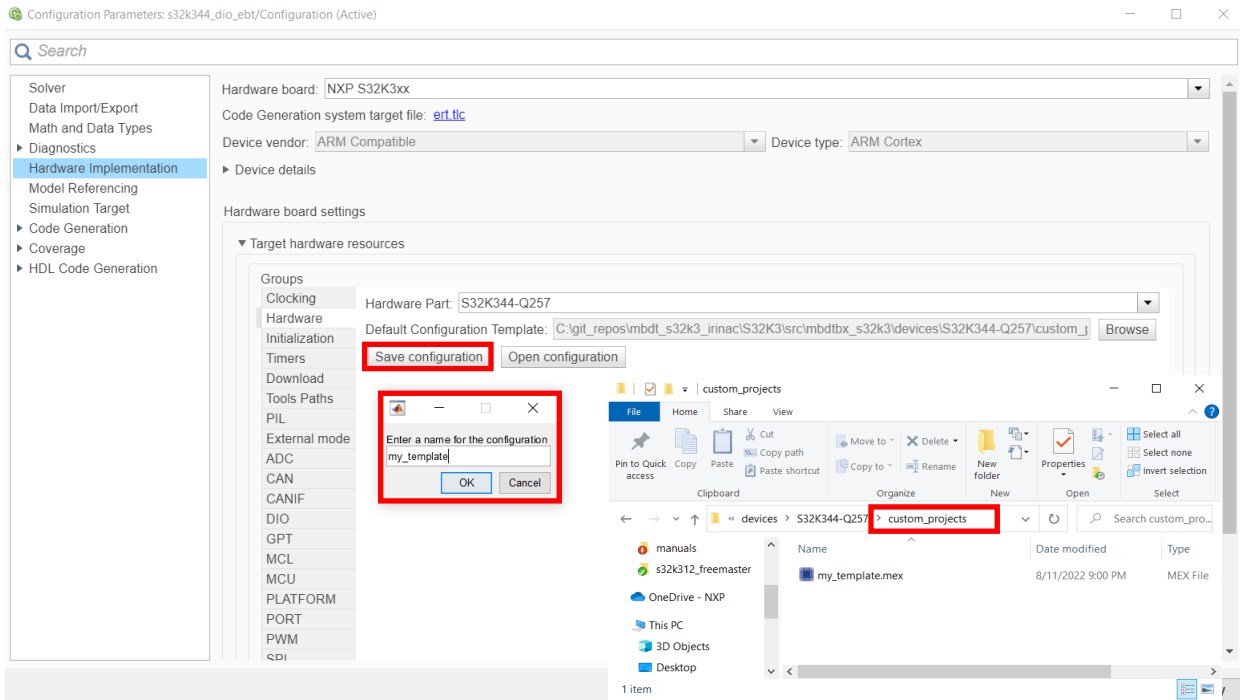 Configuration Parameters: s32k344_dio_ebt/Configuration (Active)
Search
Solver
Data Import/Export
Math and Data Types
Diagnostics
Hardware Implementation
Model Referencing
Simulation Target
Code Generation
Coverage
HDL Code Generation
Hardware board: NXP S32K3xx
Code Generation system target file: ert.tlc
Device vendor: ARM Compatible Device type: ARM Cortex
Device details
Hardware board settings
Target hardware resources
Groups
Clocking
Hardware
Initialization
Timers
Download
Tools Paths
PIL
External mode
ADC
CAN
CANIF
DIO
GPT
MCL
MCU
PLATFORM
PORT
PWM
SPI
Hardware Part: S32K344-Q257
Default Configuration Template: C:\git_repos\mbdt_s32k3_irinac\S32K3\src\mbdtbx_s32k3\devices\S32K344-Q257\custom_p Browse
Save configuration Open configuration
Enter a name for the configuration
my_template
OK Cancel
custom_projects
File Home Share View
Pin to Quick access
Copy
Paste
Cut
Copy path
Paste shortcut
Clipboard
Move to
Copy to
Delete
Rename
Organize
New folder
New
Properties
Open
Select all
Select none
Invert selection
Select
« devices > S32K344-Q257 > custom_projects
Search custom_pro...
manuals
s32k312_freemaster
OneDrive - NXP
This PC
3D Objects
Desktop
Name Date modified Type
my_template.mex 8/11/2022 9:00 PM MEX File
1 item